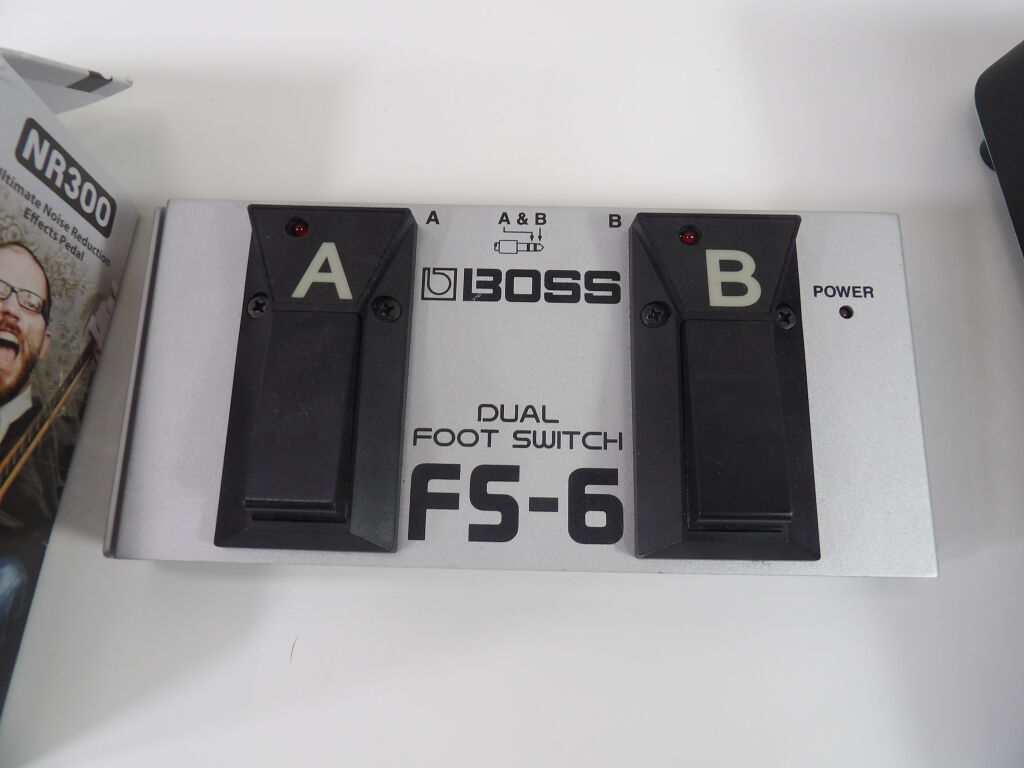 NR300
Ultimate Noise Reduction
Effects Pedal
A
A & B
B
A
B
BOSS
POWER
DUAL
FOOT SWITCH
FS-6